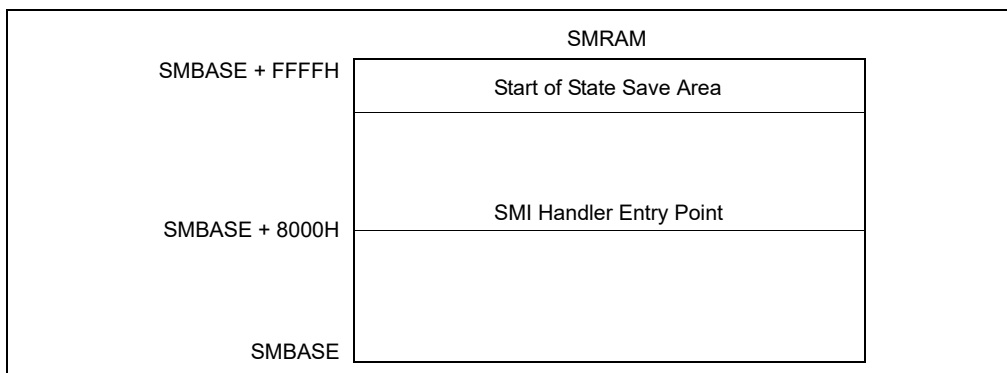 SMRAM
SMBASE + FFFFH
Start of State Save Area
SMI Handler Entry Point
SMBASE + 8000H
SMBASE